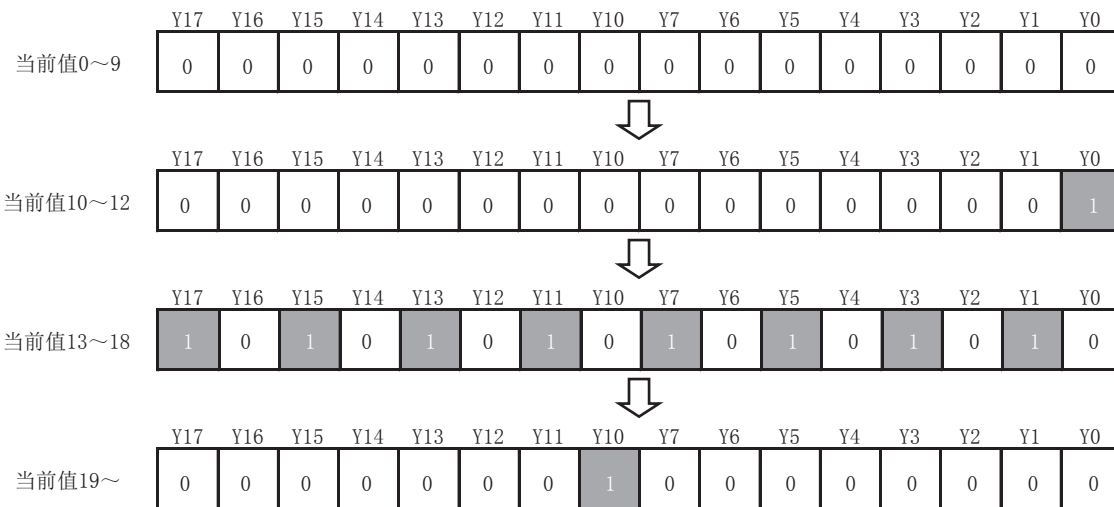 Y17 Y16 Y15 Y14 Y13 Y12 Y11 Y10 Y7 Y6 Y5 Y4 Y3 Y2 Y1 Y0
当前值0～9 0 0 0 0 0 0 0 0 0 0 0 0 0 0 0 0
Y17 Y16 Y15 Y14 Y13 Y12 Y11 Y10 Y7 Y6 Y5 Y4 Y3 Y2 Y1 Y0
当前值10～12 0 0 0 0 0 0 0 0 0 0 0 0 0 0 0 1
Y17 Y16 Y15 Y14 Y13 Y12 Y11 Y10 Y7 Y6 Y5 Y4 Y3 Y2 Y1 Y0
当前值13～18 1 0 1 0 1 0 1 0 1 0 1 0 1 0 1 0
Y17 Y16 Y15 Y14 Y13 Y12 Y11 Y10 Y7 Y6 Y5 Y4 Y3 Y2 Y1 Y0
当前值19～ 0 0 0 0 0 0 0 1 0 0 0 0 0 0 0 0